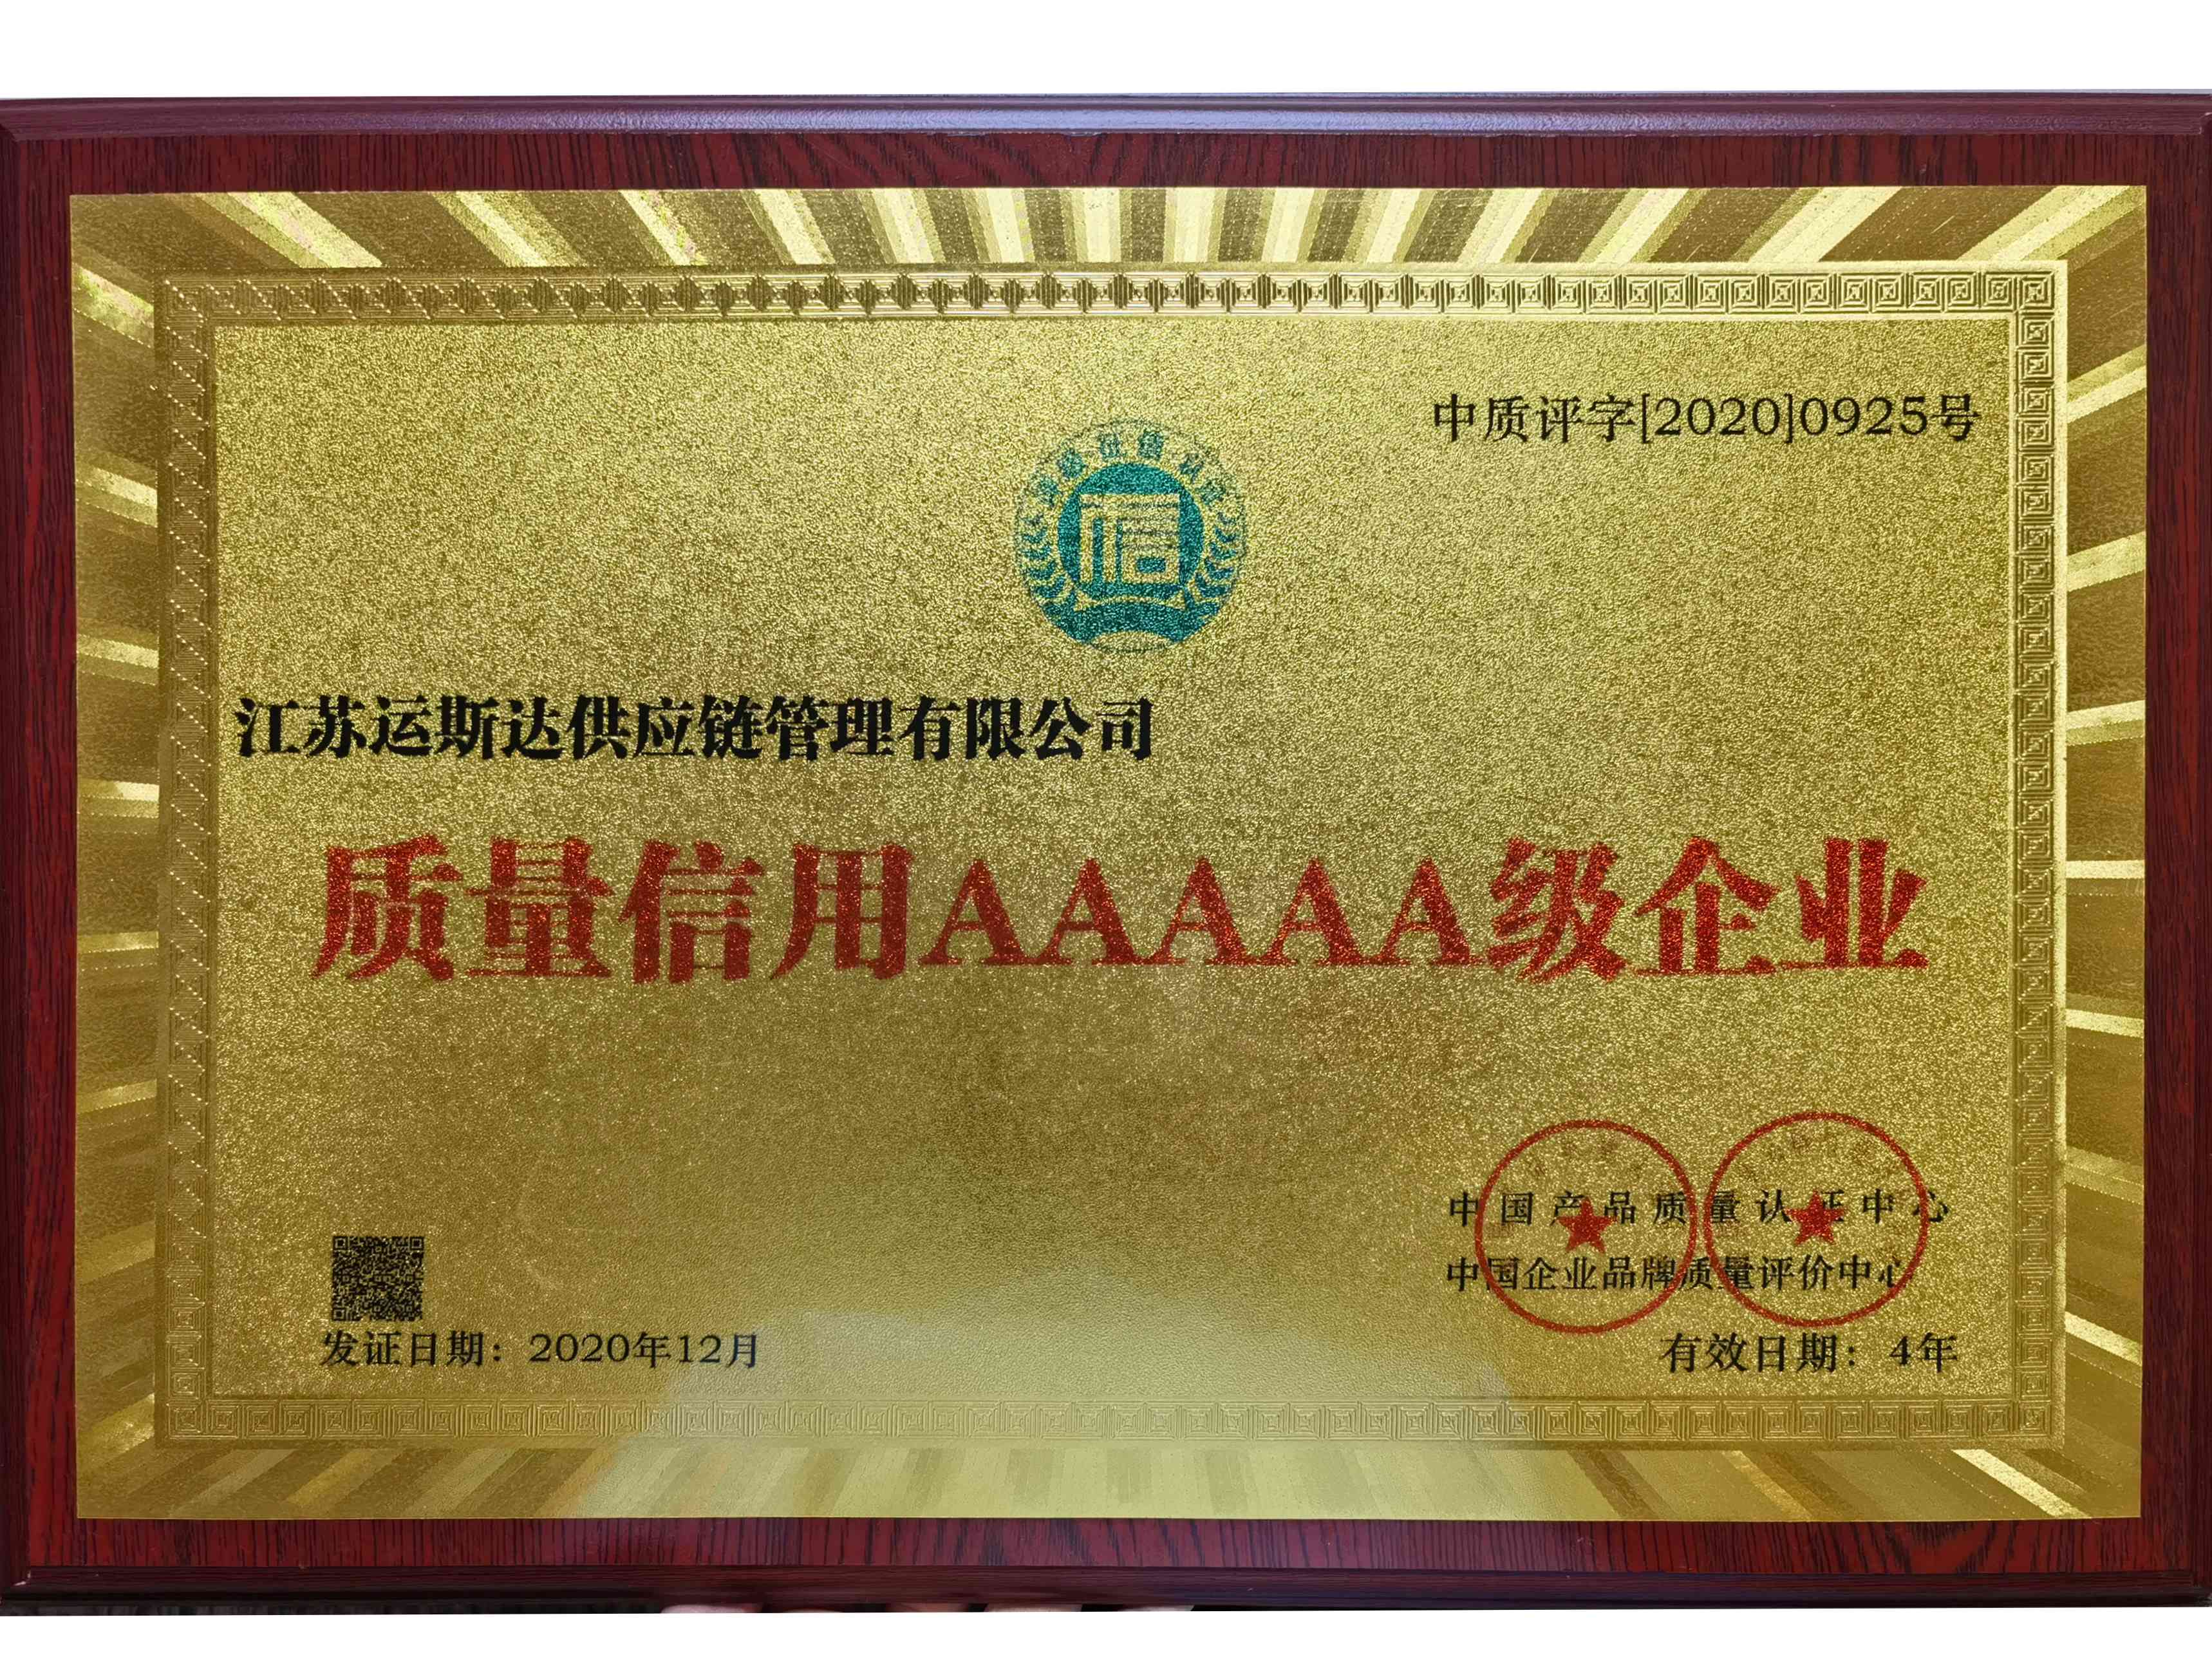 中质评字[2020]0925号
信
江苏运斯达供应链管理有限公司
质量信用AAAAA级企业
中国产品质量认证中心
中国企业品牌质量评价中心
发证日期：2020年12月
有效日期：4年